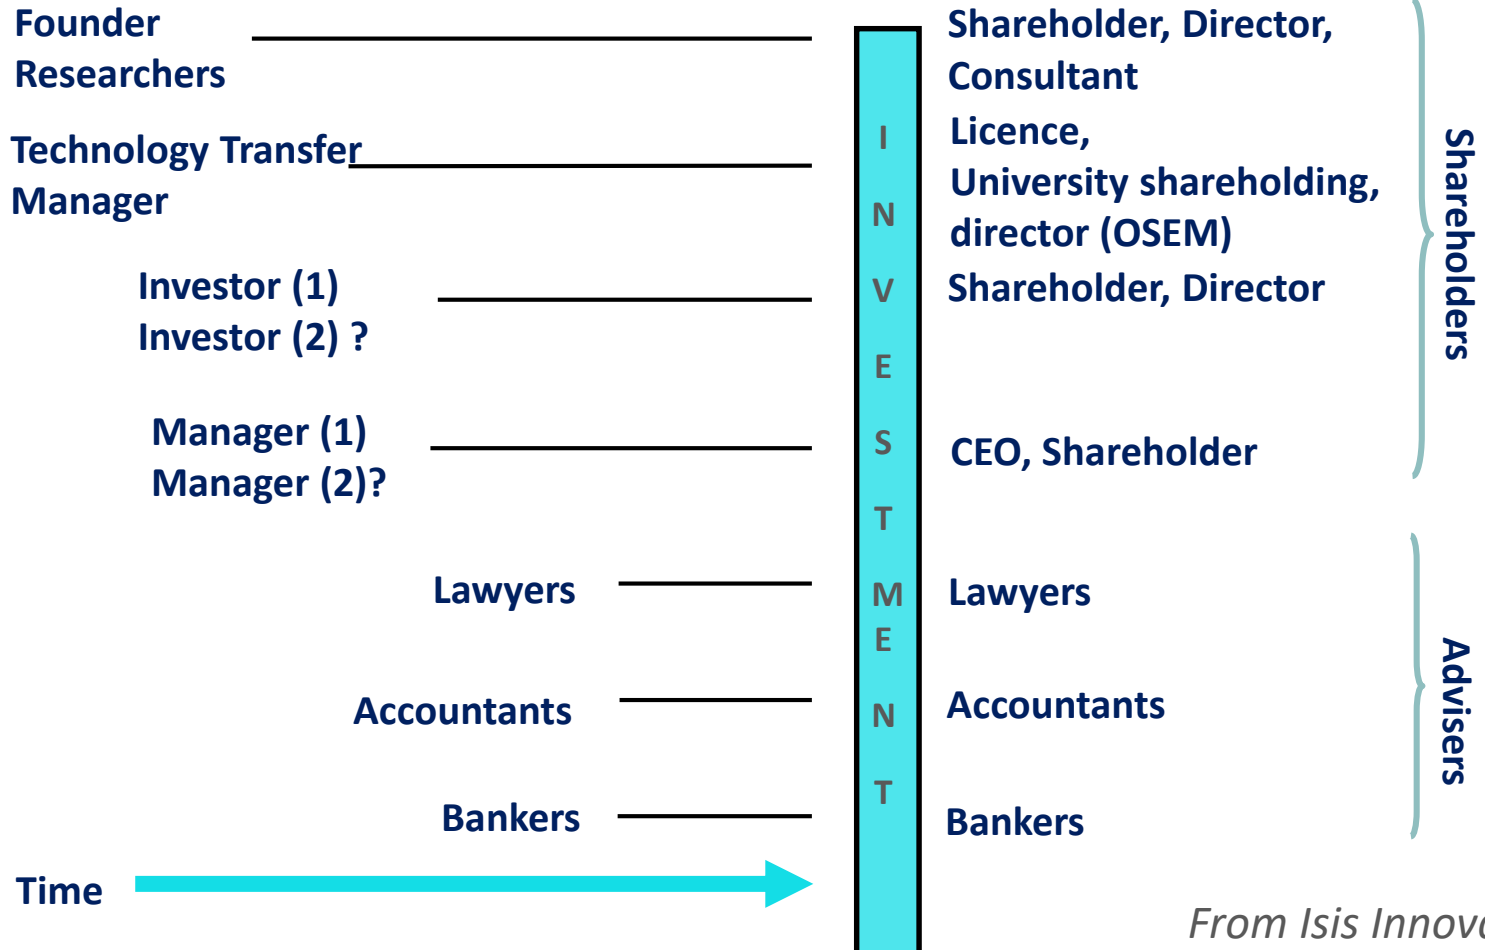 Founder
Researchers
Shareholder, Director,
Consultant
Technology Transfer
Manager
Licence,
University shareholding,
director (OSEM)
Investor (1)
Investor (2) ?
Shareholder, Director
Manager (1)
Manager (2)?
CEO, Shareholder
Lawyers
Lawyers
Accountants
Accountants
Bankers
Bankers
INVESTMENT
Shareholders
Advisers
Time
From Isis